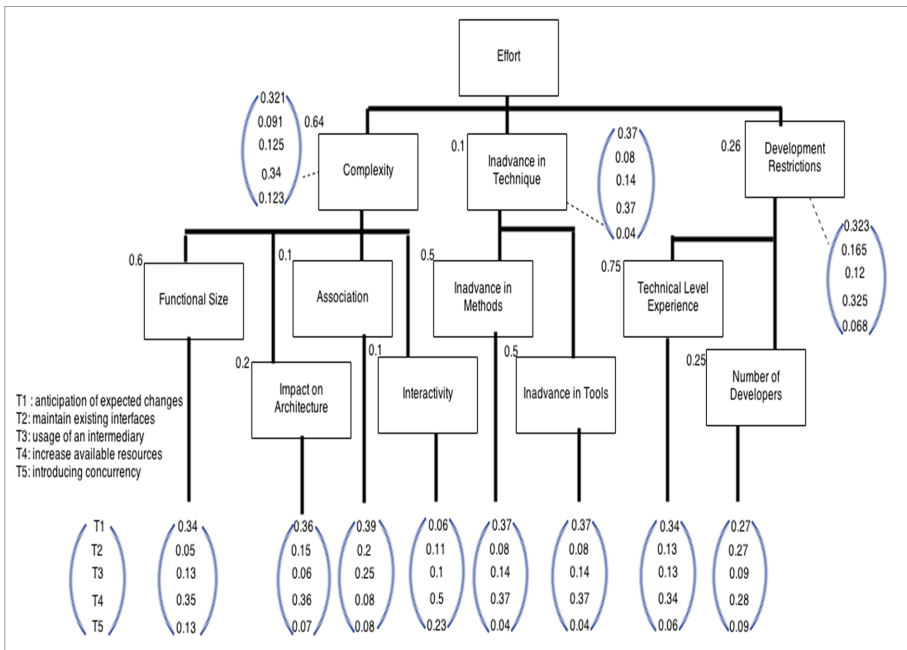 Effort
0.321
0.091
0.125
0.34
0.123
0.64
Complexity
0.1
Inadvance in
Technique
0.37
0.08
0.14
0.37
0.04
0.26
Development
Restrictions
0.323
0.165
0.12
0.325
0.068
0.6
Functional Size
0.1
Association
0.5
Inadvance in
Methods
0.75
Technical Level
Experience
0.2
Impact on
Architecture
0.1
Interactivity
0.5
Inadvance in Tools
0.25
Number of
Developers
T1 : anticipation of expected changes
T2: maintain existing interfaces
T3: usage of an intermediary
T4: increase available resources
T5: introducing concurrency
T1 0.34 0.36 0.39 0.06 0.37 0.37 0.34 0.27
T2 0.05 0.15 0.2 0.11 0.08 0.08 0.13 0.27
T3 0.13 0.06 0.25 0.1 0.14 0.14 0.13 0.09
T4 0.35 0.36 0.08 0.5 0.37 0.37 0.34 0.28
T5 0.13 0.07 0.08 0.23 0.04 0.04 0.06 0.09